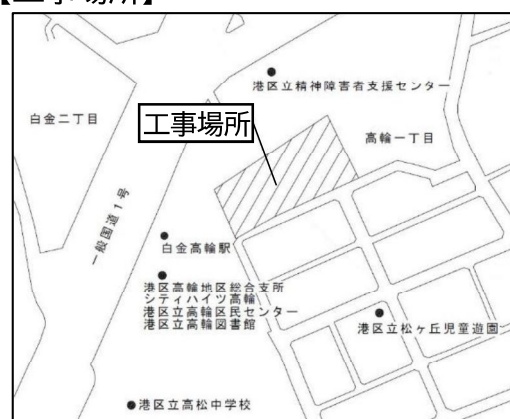 【工事場所】
港区立精神障害者支援センター
白金二丁目
工事場所
高輪一丁目
一般国道1号
白金高輪駅
港区高輪地区総合支所
シティハイツ高輪
港区立高輪区民センター
港区立高輪図書館
港区立松ヶ丘児童遊園
港区立高松中学校